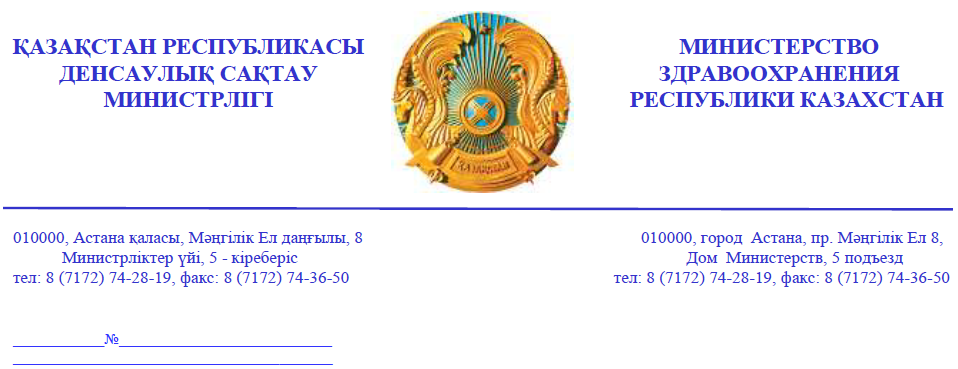 ҚАЗАҚСТАН РЕСПУБЛИКАСЫ
ДЕНСАУЛЫҚ САҚТАУ
МИНИСТРЛІГІ
ҚАЗАҚСТАН
МИНИСТЕРСТВО
ЗДРАВООХРАНЕНИЯ
РЕСПУБЛИКИ КАЗАХСТАН
010000, Астана қаласы, Мәңгілік Ел даңғылы, 8
Министрліктер үйі, 5 - кіреберіс
тел: 8 (7172) 74-28-19, факс: 8 (7172) 74-36-50
010000, город Астана, пр. Мәңгілік Ел 8,
Дом Министерств, 5 подъезд
тел: 8 (7172) 74-28-19, факс: 8 (7172) 74-36-50
___________№__________________________